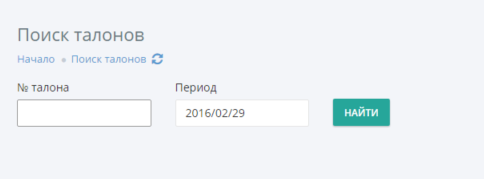 Поиск талонов
Начало » Поиск талонов
№ талона Период
2016/02/29 НАЙТИ